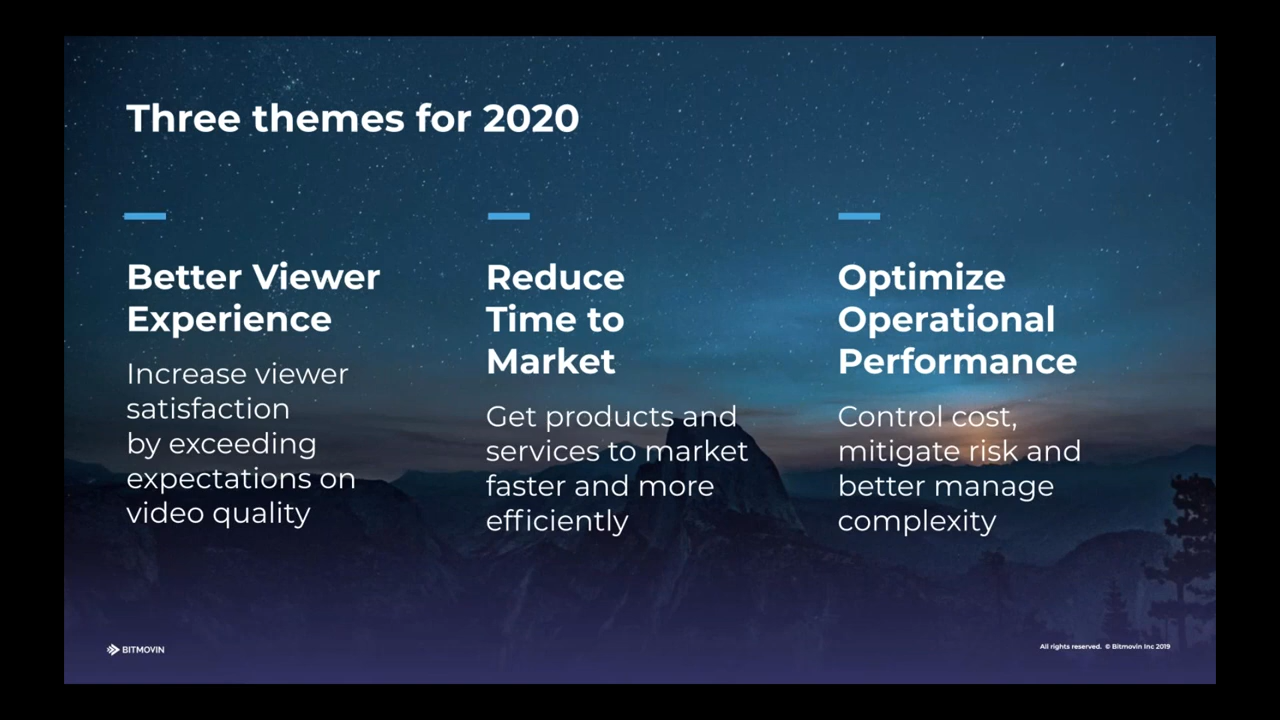 Three themes for 2020
Better Viewer
Experience
Increase viewer
satisfaction
by exceeding
expectations on
video quality
Reduce
Time to
Market
Get products and
services to market
faster and more
efficiently
Optimize
Operational
Performance
Control cost,
mitigate risk and
better manage
complexity
BITMOVIN
All rights reserved. © Bitmovin Inc 2019